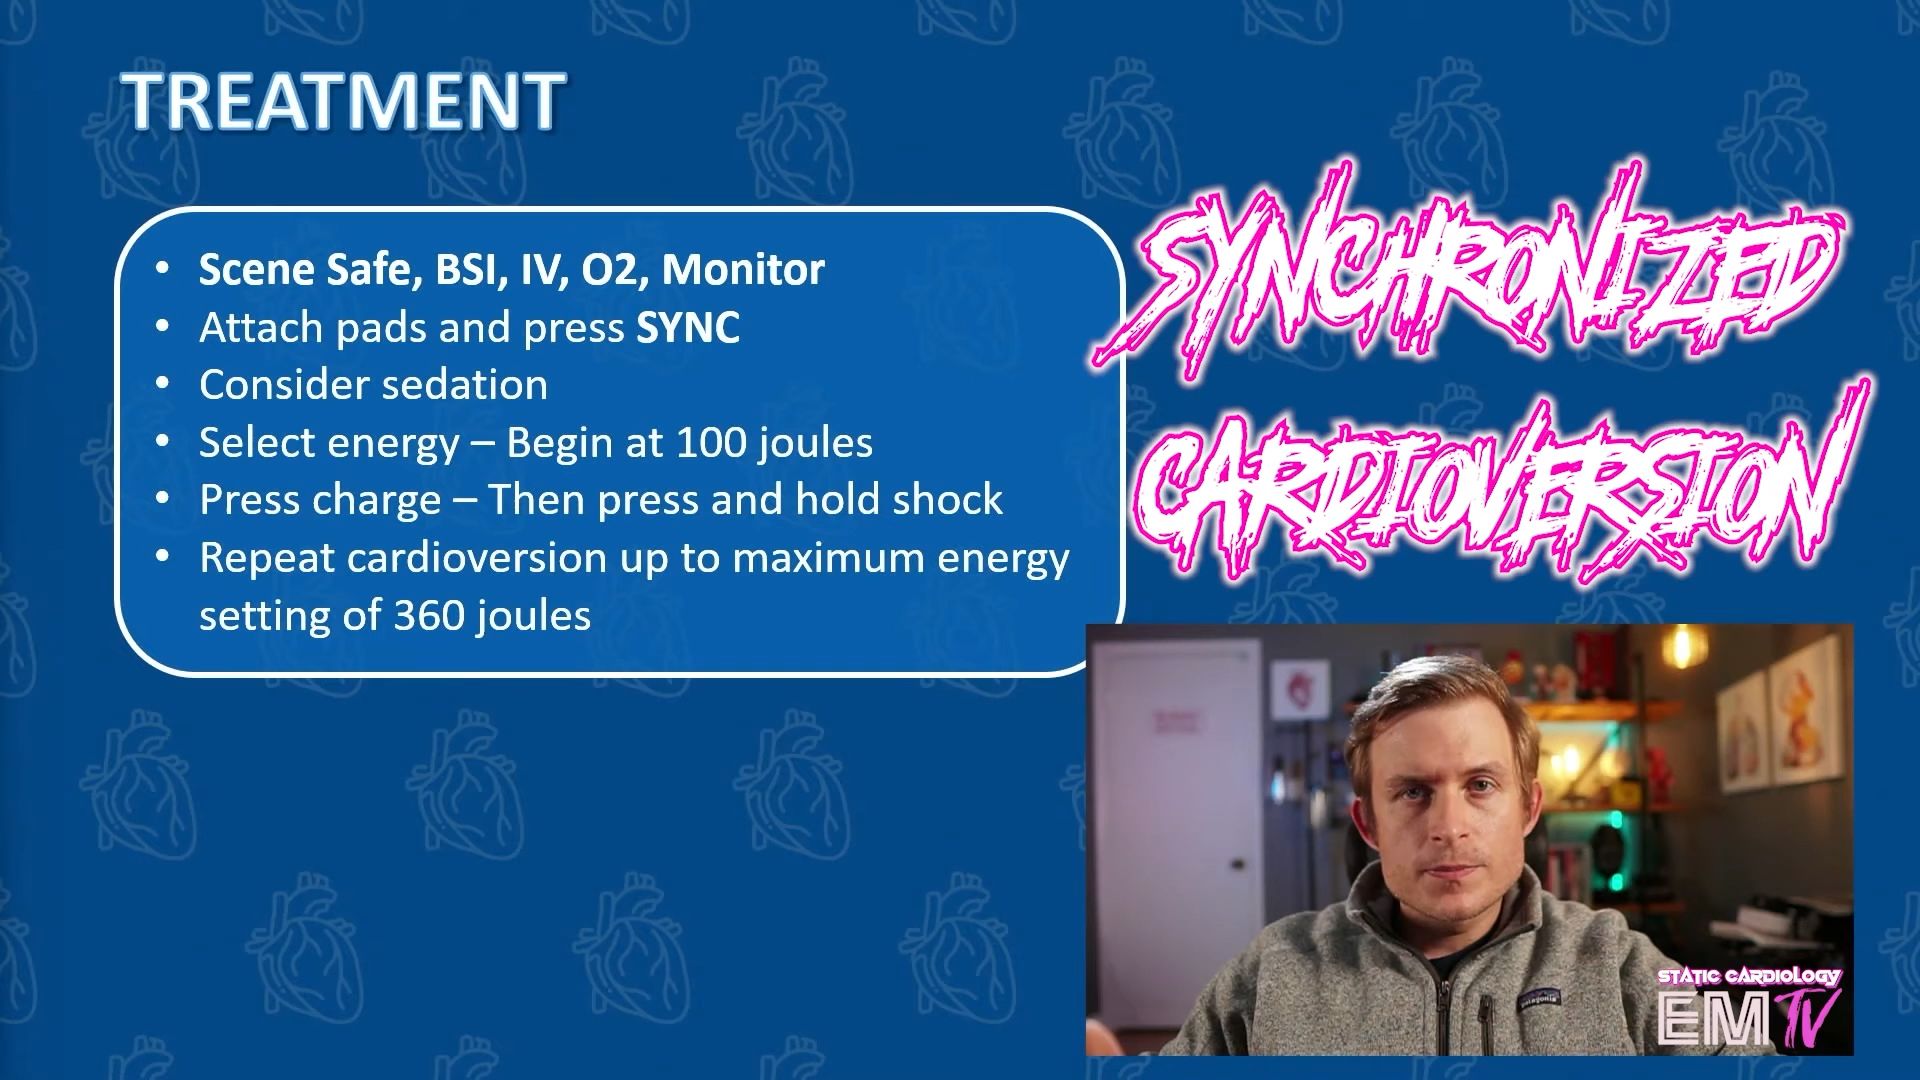 TREATMENT
• Scene Safe, BSI, IV, O2, Monitor
• Attach pads and press SYNC
• Consider sedation
• Select energy – Begin at 100 joules
• Press charge – Then press and hold shock
• Repeat cardioversion up to maximum energy
setting of 360 joules
SYNCHRONIZED
CARDIOVERSION
patagonia
STATIC CARDIOLOGY
EMTV